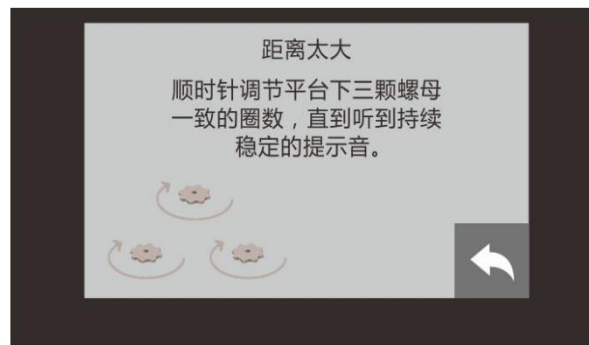 距离太大
顺时针调节平台下三颗螺母
一致的圈数，直到听到持续
稳定的提示音。